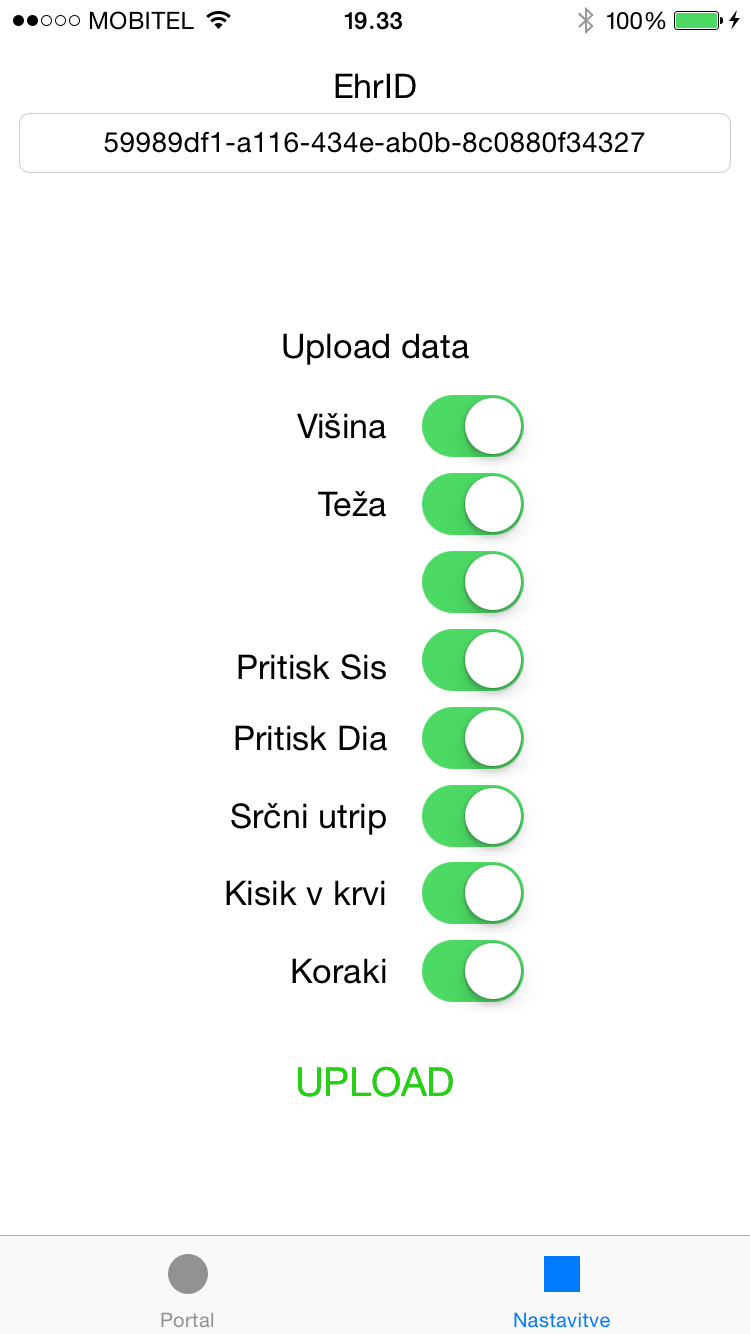 MOBITEL 19.33 100%
EhrID
59989df1-a116-434e-ab0b-8c0880f34327
Upload data
Višina
Teža
Pritisk Sis
Pritisk Dia
Srčni utrip
Kisik v krvi
Koraki
UPLOAD
Portal Nastavitve